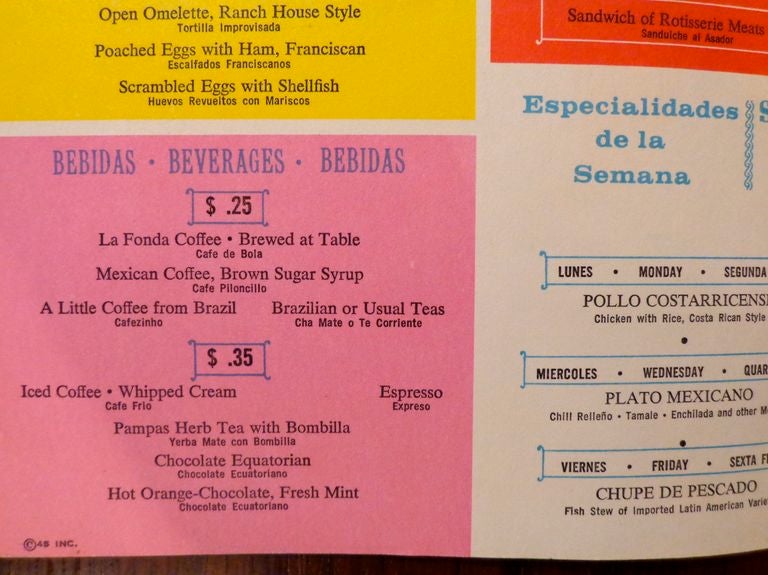 Open Omelette, Ranch House Style
Tortilla Improvisada
Poached Eggs with Ham, Franciscan
Escalfados Franciscanos
Scrambled Eggs with Shellfish
Huevos Revueltos con Mariscos
BEBIDAS • BEVERAGES • BEBIDAS
$ .25
La Fonda Coffee • Brewed at Table
Cafe de Bola
Mexican Coffee, Brown Sugar Syrup
Cafe Piloncillo
A Little Coffee from Brazil Brazilian or Usual Teas
Cafezinho Cha Mate o Te Corriente
$ .35
Iced Coffee • Whipped Cream Espresso
Cafe Frio Expreso
Pampas Herb Tea with Bombilla
Yerba Mate con Bombilla
Chocolate Equatorian
Chocolate Ecuatoriano
Hot Orange-Chocolate, Fresh Mint
Chocolate Ecuatoriano
©45 INC.
Sandwich of Rotisserie Meats
Sanduiche al Asador
Especialidades
de la
Semana
LUNES • MONDAY • SEGUNDA
POLLO COSTARRICENS
Chicken with Rice, Costa Rican Style
MIERCOLES • WEDNESDAY • QUAR
PLATO MEXICANO
Chili Relleño • Tamale • Enchilada and other M
VIERNES • FRIDAY • SEXTA F
CHUPE DE PESCADO
Fish Stew of Imported Latin American Varie